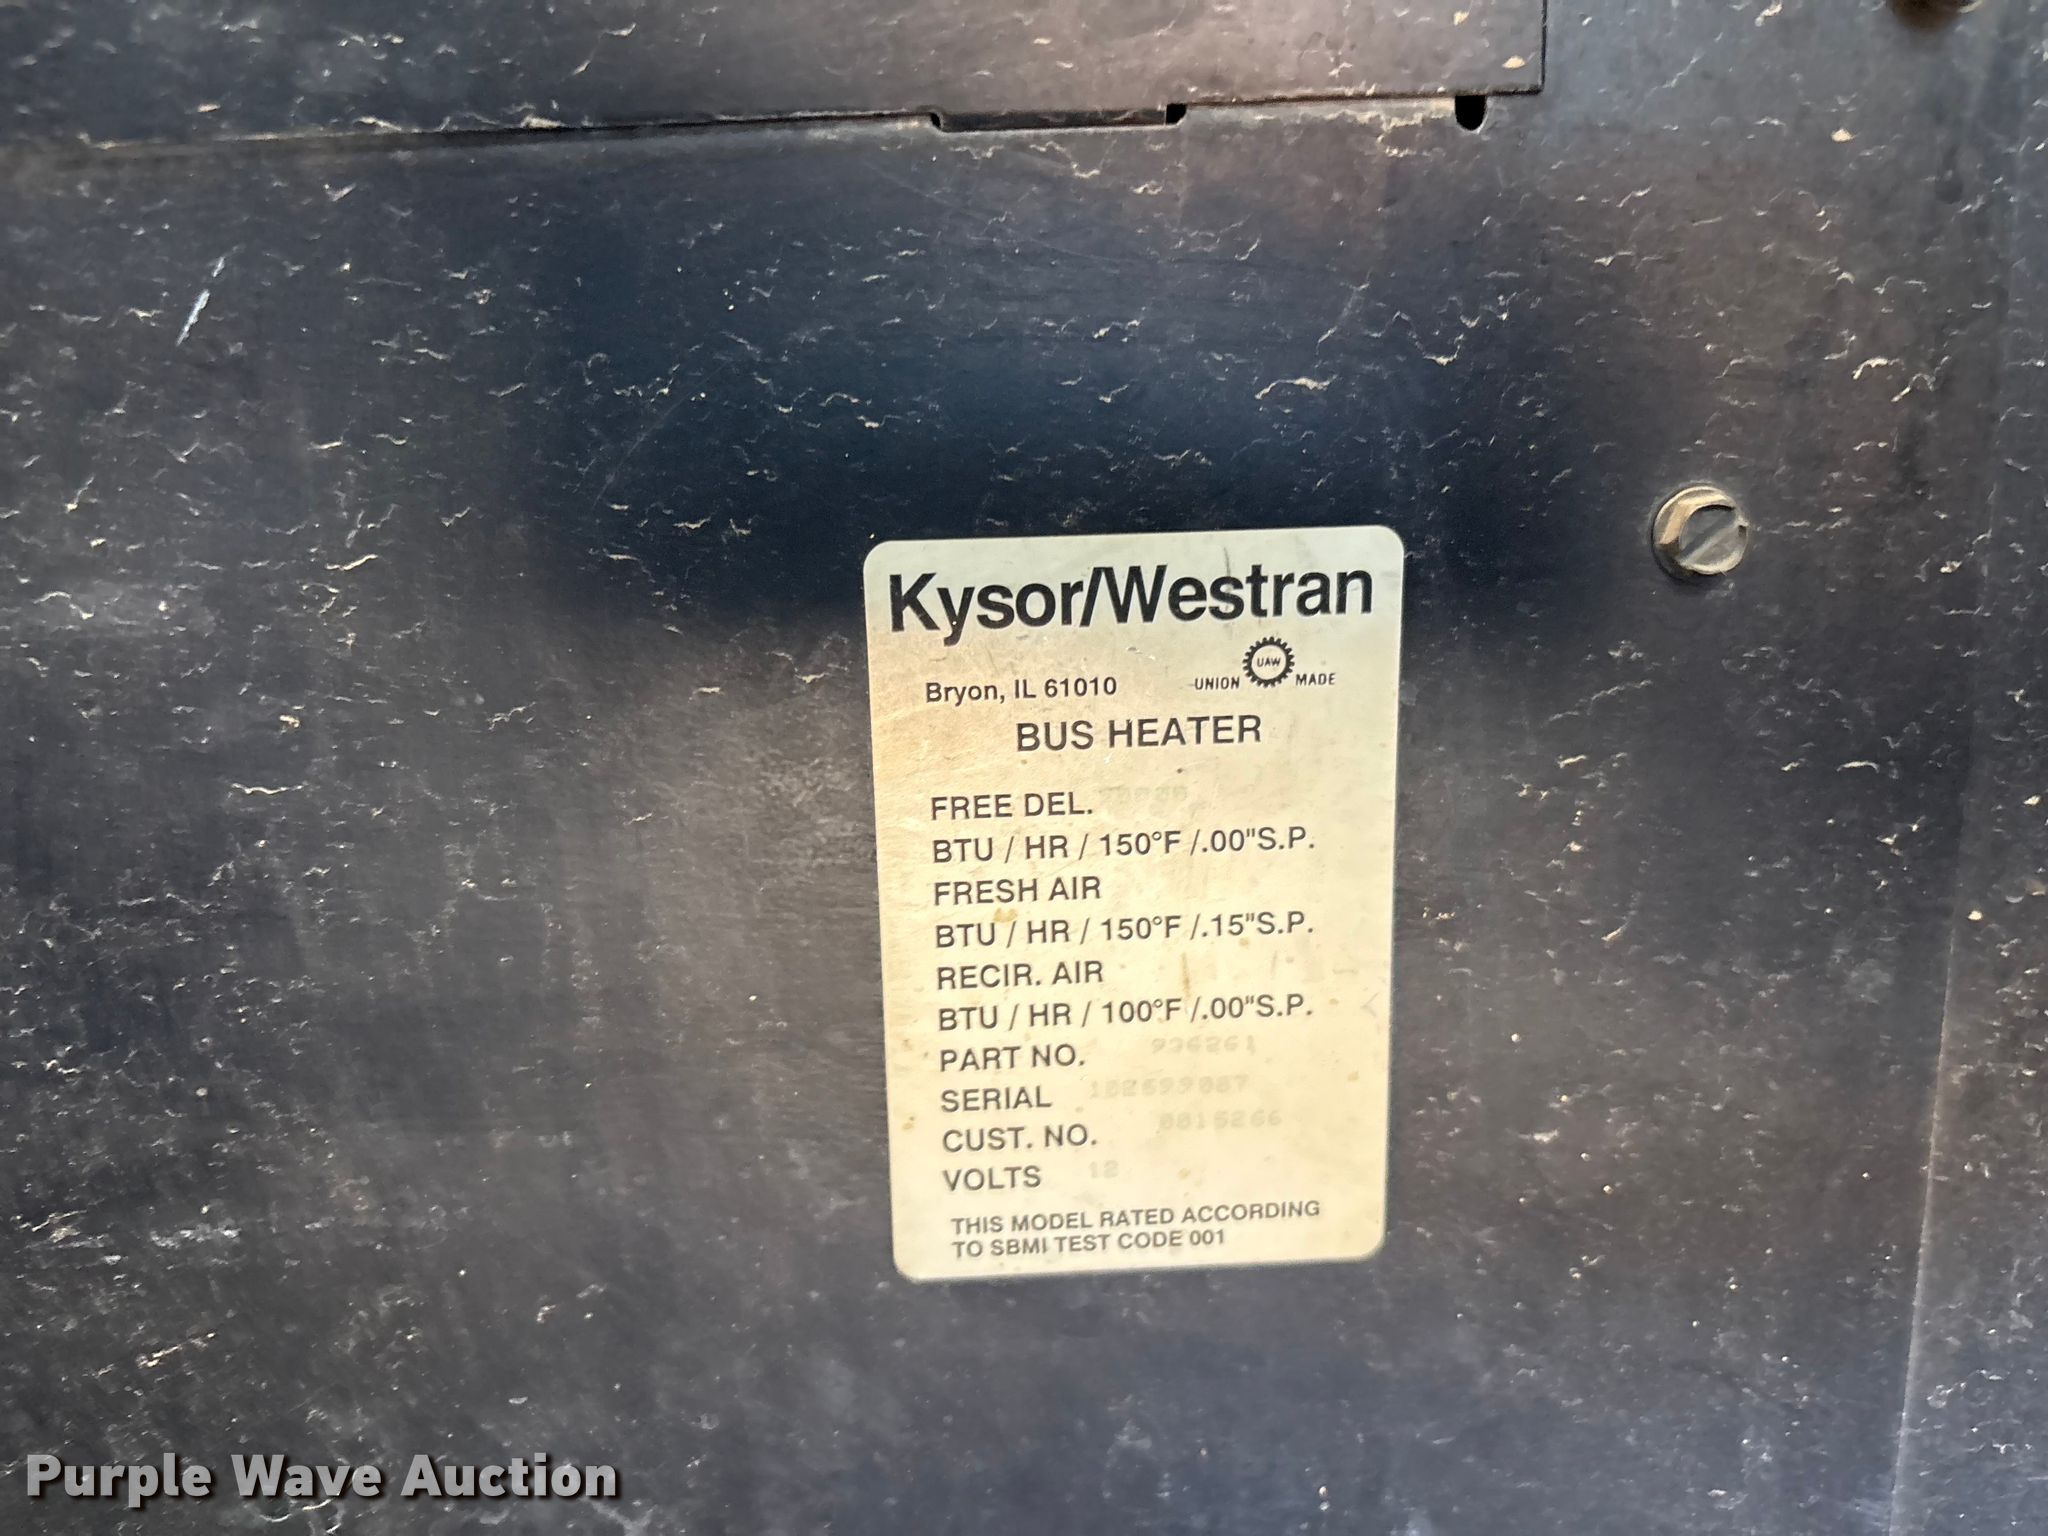 Kysor/Westran
Bryon, IL 61010 UNION UAW MADE
BUS HEATER
FREE DEL.
BTU / HR / 150°F /.00"S.P.
FRESH AIR
BTU / HR / 150°F /.15"S.P.
RECIR. AIR
BTU / HR / 100°F /.00"S.P.
PART NO. 936261
SERIAL 102699087
CUST. NO. 0015266
VOLTS 12
THIS MODEL RATED ACCORDING
TO SBMI TEST CODE 001
Purple Wave Auction